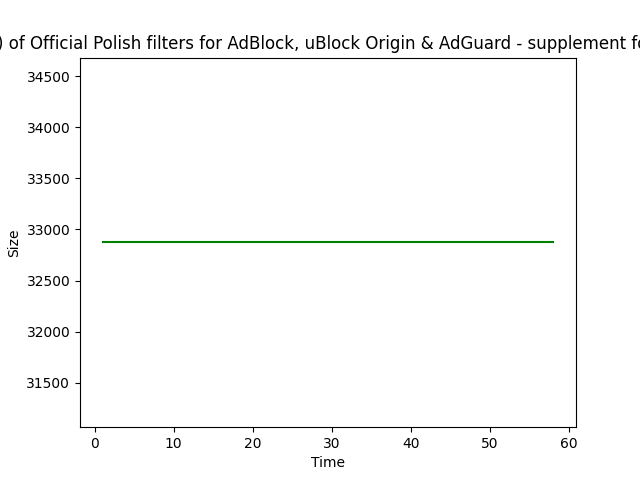 ) of Official Polish filters for AdBlock, uBlock Origin & AdGuard - supplement fo
34500
34000
33500
33000
32500
32000
31500
Size
0 10 20 30 40 50 60
Time